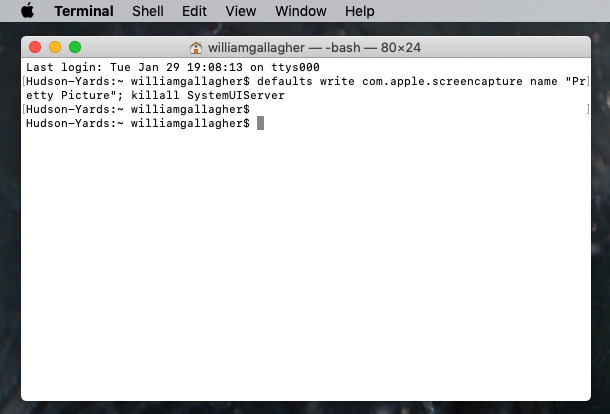 Terminal Shell Edit View Window Help
williamgallagher — -bash — 80×24
Last login: Tue Jan 29 19:08:13 on ttys000
[Hudson-Yards:~ williamgallagher$ defaults write com.apple.screencapture name "Pr]
etty Picture"; killall SystemUIServer
[Hudson-Yards:~ williamgallagher$ ]
Hudson-Yards:~ williamgallagher$